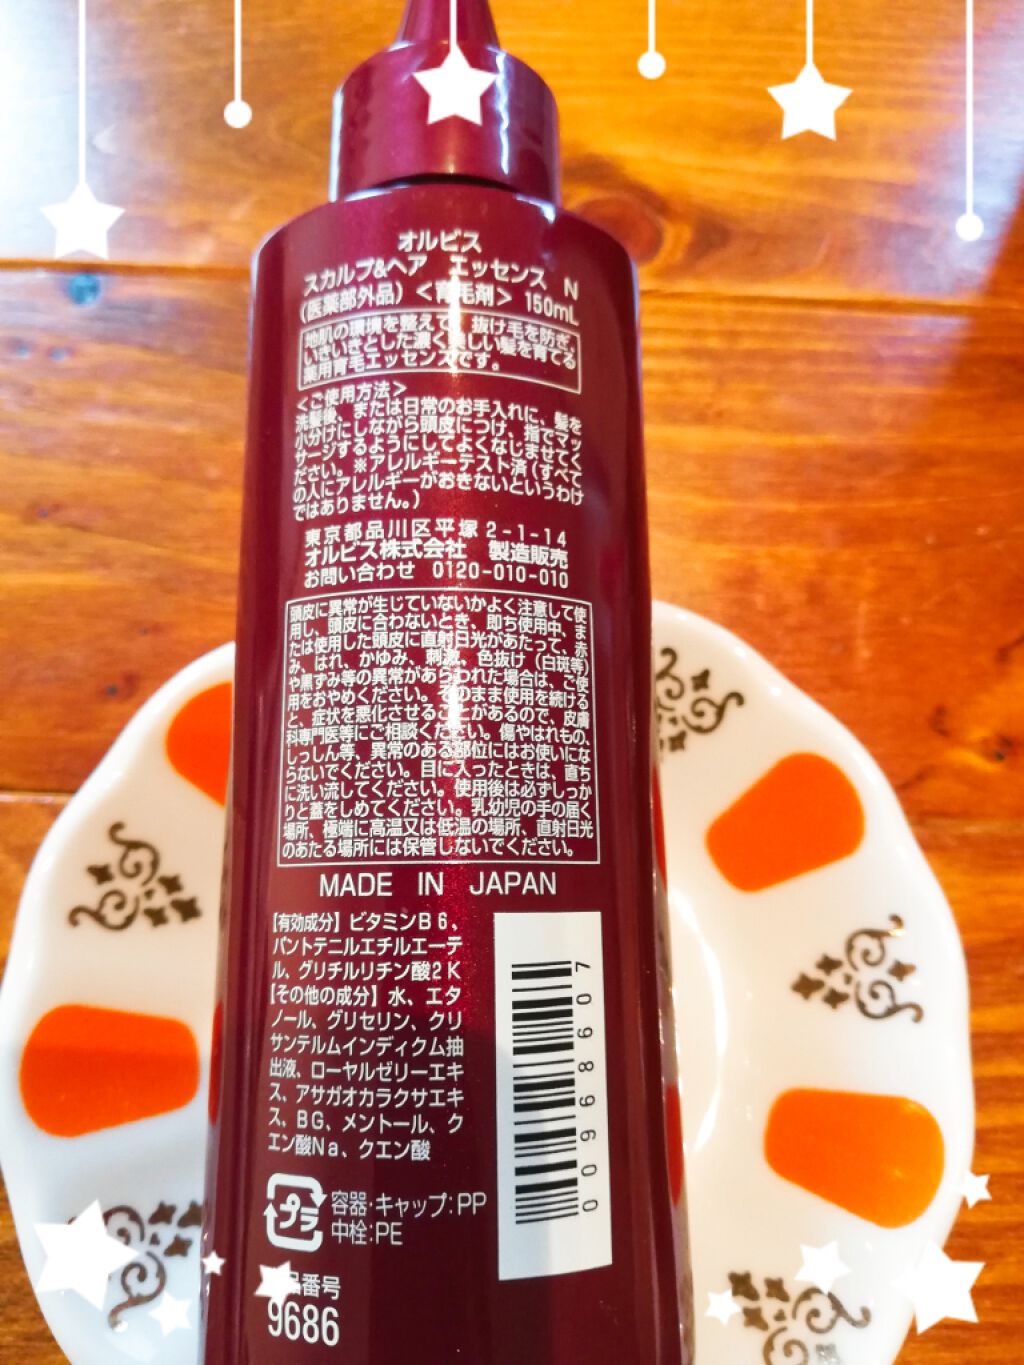 オルビス
スカルプ&ヘア エッセンス N
(医薬部外品)<育毛剤> 150mL
地肌の環境を整えて、抜け毛を防ぎ、
いきいきとした濃く美しい髪を育てる
薬用育毛エッセンスです。
<ご使用方法>
洗髪後、または日常のお手入れに、髪を
小分けにしながら頭皮につけ、指でマッ
サージするようにしてよくなじませてく
ださい。※アレルギーテスト済(すべて
の人にアレルギーがおきないというわけ
ではありません。)
東京都品川区平塚2-1-14
オルビス株式会社 製造販売
お問い合わせ 0120-010-010
頭皮に異常が生じていないかよく注意して使
用し、頭皮に合わないとき、即ち使用中、ま
たは使用した頭皮に直射日光があたって、赤
み、はれ、かゆみ、刺激、色抜け(白斑等)
や黒ずみ等の異常があらわれた場合は、ご使
用をおやめください。そのまま使用を続ける
と、症状を悪化させることがあるので、皮膚
科専門医等にご相談ください。傷やはれもの、
しっしん等、異常のある部位にはお使いにな
らないでください。目に入ったときは、直ち
に洗い流してください。使用後は必ずしっか
りと蓋をしめてください。乳幼児の手の届く
場所、極端に高温又は低温の場所、直射日光
のあたる場所には保管しないでください。
MADE IN JAPAN
【有効成分】ビタミンB6、
パントテニルエチルエーテ
ル、グリチルリチン酸2K
【その他の成分】水、エタ
ノール、グリセリン、クリ
サンテルムインディクム抽
出液、ローヤルゼリーエキ
ス、アサガオカラクサエキ
ス、BG、メントール、ク
エン酸Na、クエン酸
プラ
容器・キャップ:PP
中栓:PE
品番号
9686
00968607